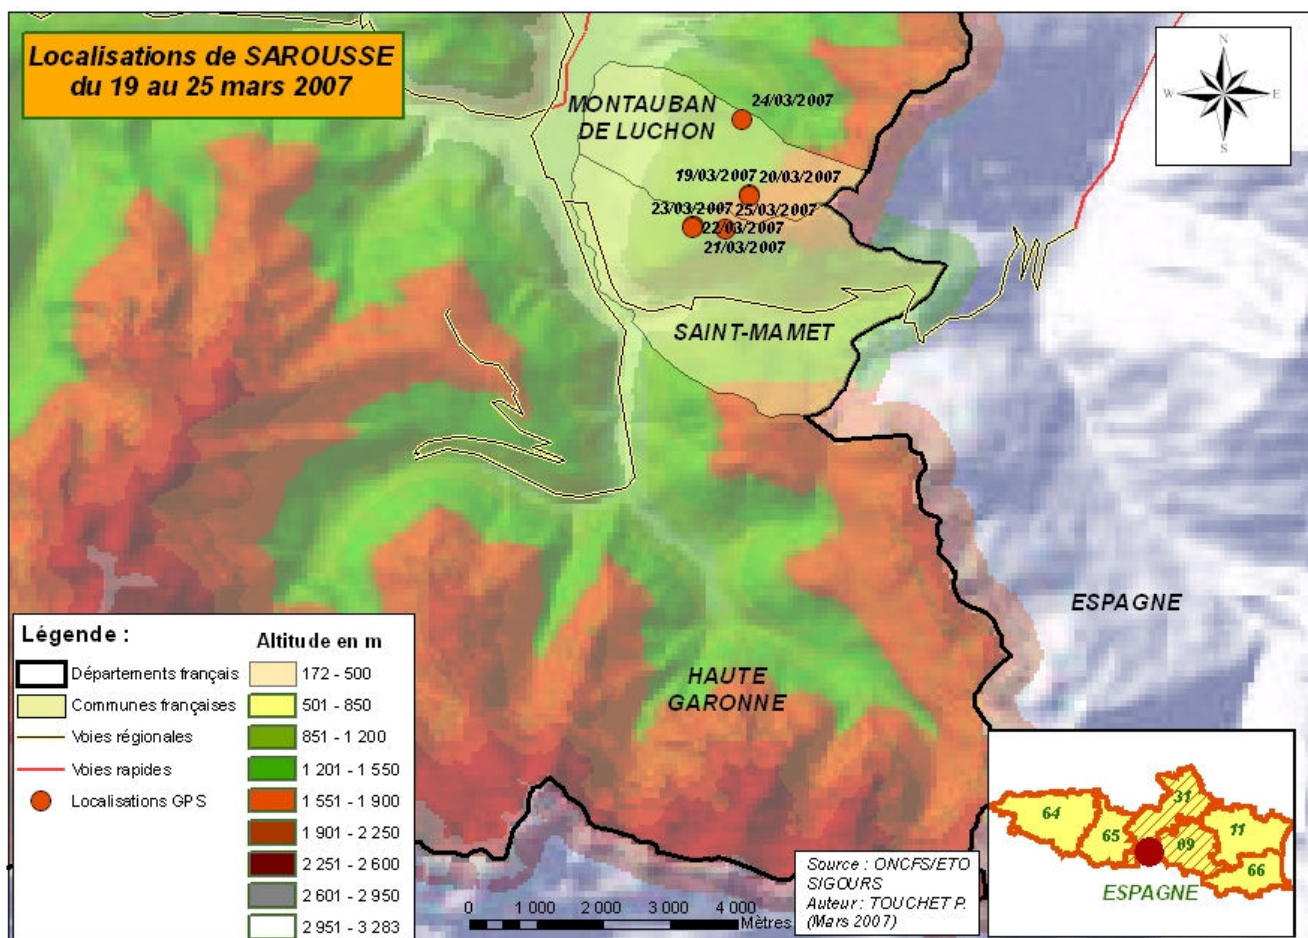 Localisations de SAROUSSE
du 19 au 25 mars 2007
N
W
E
S
MONTAUBAN
DE LUCHON
24/03/2007
19/03/2007
20/03/2007
23/03/2007
25/03/2007
22/03/2007
21/03/2007
SAINT-MAMET
ESPAGNE
HAUTE
GARONNE
Légende :
Départements français
Communes françaises
Voies régionales
Voies rapides
Localisations GPS
Altitude en m
172 - 500
501 - 850
851 - 1 200
1 201 - 1 550
1 551 - 1 900
1 901 - 2 250
2 251 - 2 600
2 601 - 2 950
2 951 - 3 283
0 1 000 2 000 3 000 4 000
Mètres
Source : ONCFS/ETO
SIGOURS
Auteur : TOUCHET P.
(Mars 2007)
64
65
31
09
11
66
ESPAGNE